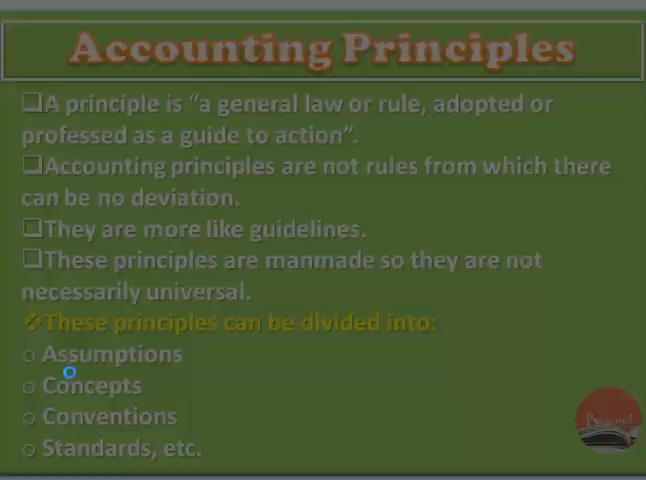 Accounting Principles
❑A principle is “a general law or rule, adopted or
professed as a guide to action”.
❑Accounting principles are not rules from which there
can be no deviation.
❑They are more like guidelines.
❑These principles are manmade so they are not
necessarily universal.
❖These principles can be divided into:
o Assumptions
o Concepts
o Conventions
o Standards, etc.
Beyond